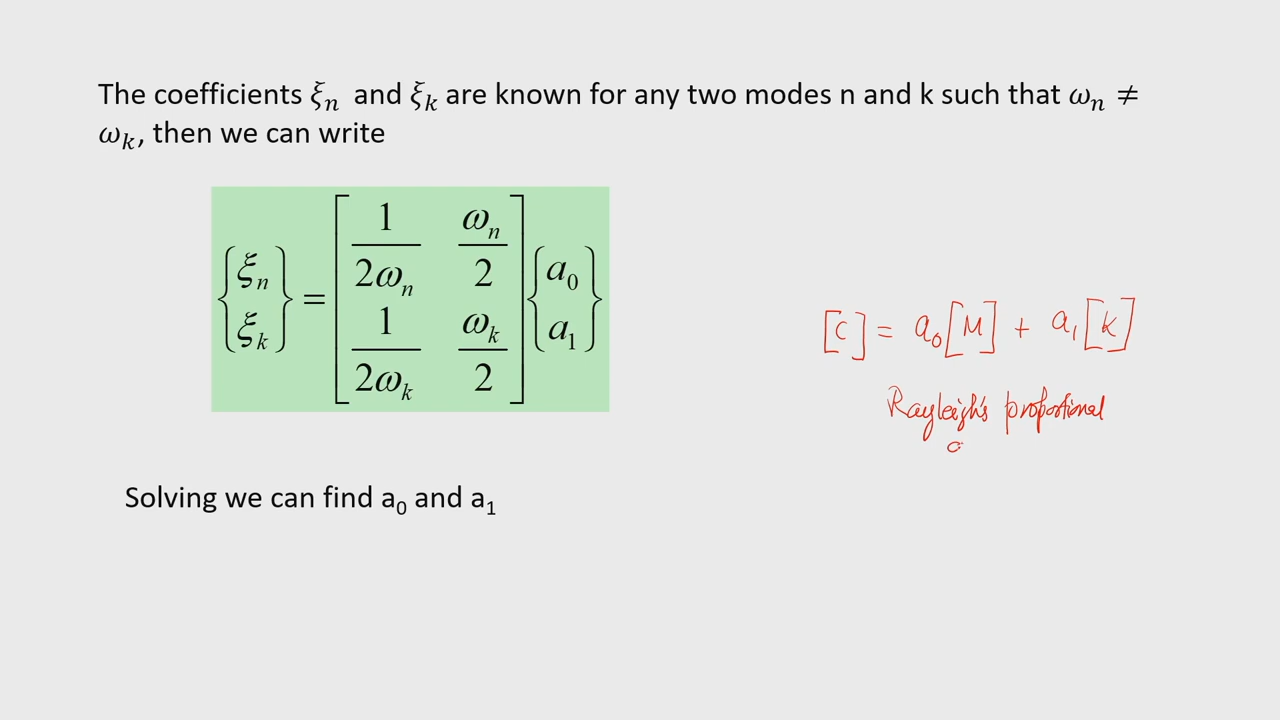 The coefficients ξₙ and ξₖ are known for any two modes n and k such that ωₙ ≠
ωₖ, then we can write
{ξₙ ξₖ} = [1/2ωₙ ωₙ/2 1/2ωₖ ωₖ/2] {a₀ a₁}
[C] = a₀[M] + a₁[K]
Rayleigh's proportional
Solving we can find a₀ and a₁